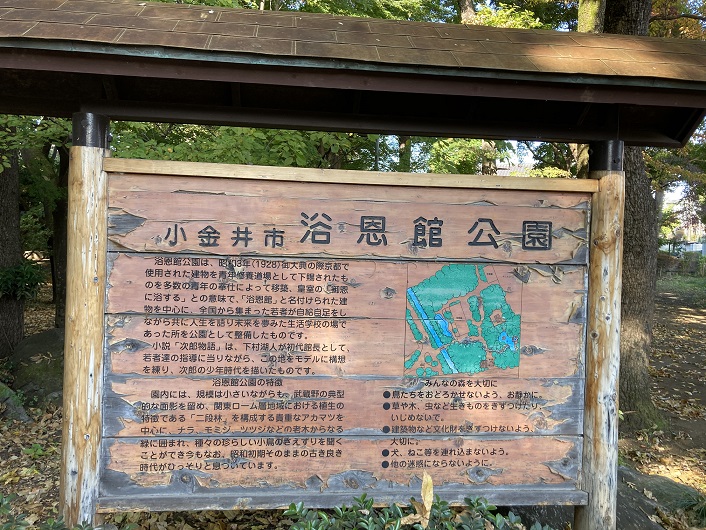 小金井市 浴恩館公園
浴恩館公園は、昭和3年(1928)御大典の際京都で
使用された建物を青年修養道場として下賜されたも
のを多数の青年の奉仕によって移築、皇室の「御恩
に浴する」との意味で、「浴恩館」と名付けられた建
物を中心に、全国から集まった若者が自給自足をし
ながら共に人生を語り未来を夢みた生活学校の場で
あった所を公園として整備したものです。
小説「次郎物語」は、下村湖人が初代館長として、
若者達の指導に当りながら、この地をモデルに構想
を練り、次郎の少年時代を描いたものです。
浴恩館公園の特徴
園内には、規模は小さいながらも、武蔵野の典型
的な面影を留め、関東ローム層地域における植生の
特徴である「二段林」を構成する貴重なアカマツを
中心に、ナラ、モミジ、ツツジなどの老木からなる
緑に囲まれ、種々の珍らしい小鳥のさえずりを聞く
ことができ今もなお、昭和初期そのままの古き良き
時代がひっそりと息づいています。
みんなの森を大切に
●鳥たちをおどろかせないよう、お静かに。
●草や木、虫など生きものをきずつけたり、
いじめないで。
●建築物など文化財をきずつけないよう、
大切に。
●犬、ねこ等を連れ込まないよう。
●他の迷惑にならないように。